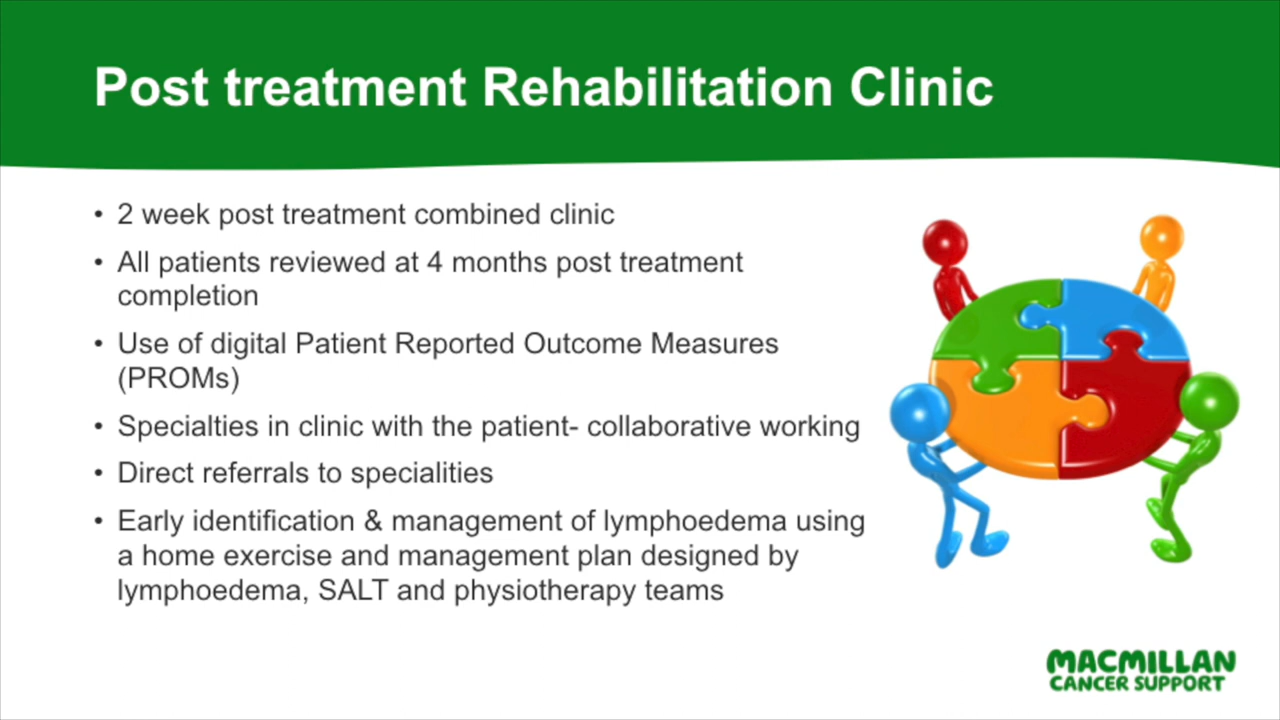 Post treatment Rehabilitation Clinic
• 2 week post treatment combined clinic
• All patients reviewed at 4 months post treatment
completion
• Use of digital Patient Reported Outcome Measures
(PROMs)
• Specialties in clinic with the patient- collaborative working
• Direct referrals to specialities
• Early identification & management of lymphoedema using
a home exercise and management plan designed by
lymphoedema, SALT and physiotherapy teams
MACMILLAN
CANCER SUPPORT